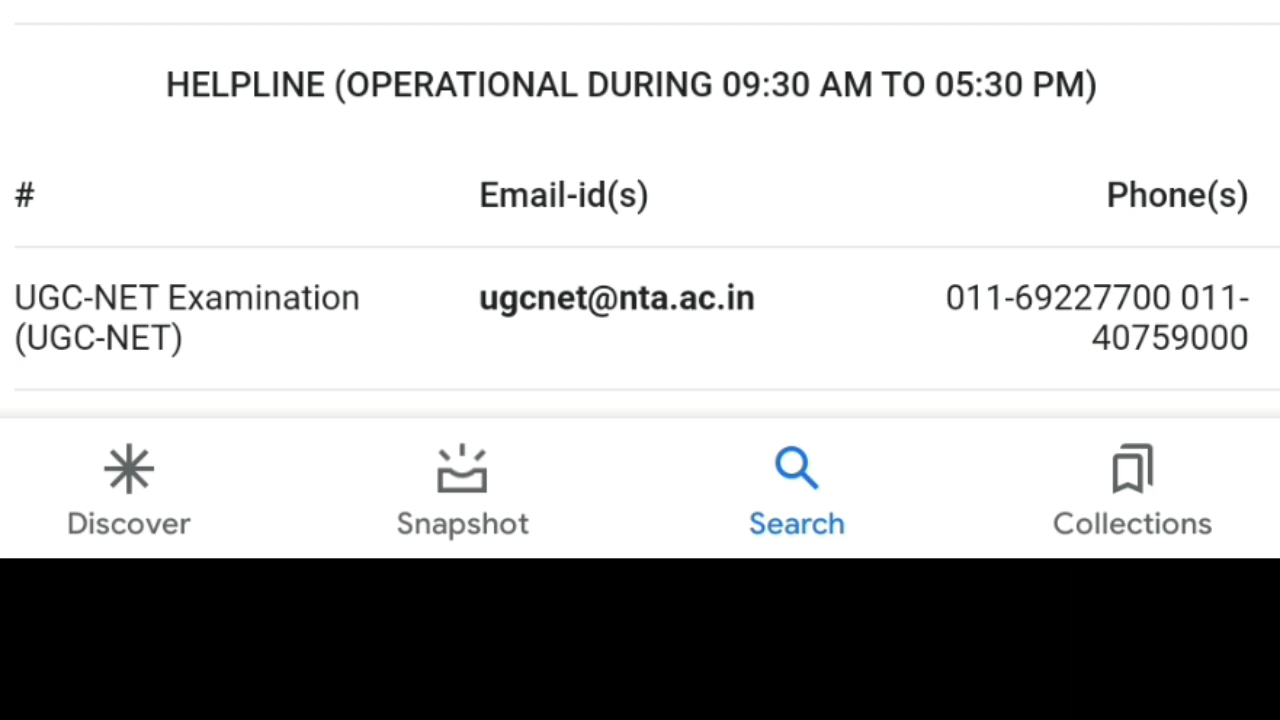 HELPLINE (OPERATIONAL DURING 09:30 AM TO 05:30 PM)
# Email-id(s) Phone(s)
UGC-NET Examination ugcnet@nta.ac.in 011-69227700 011-
(UGC-NET) 40759000
Discover Snapshot Search Collections